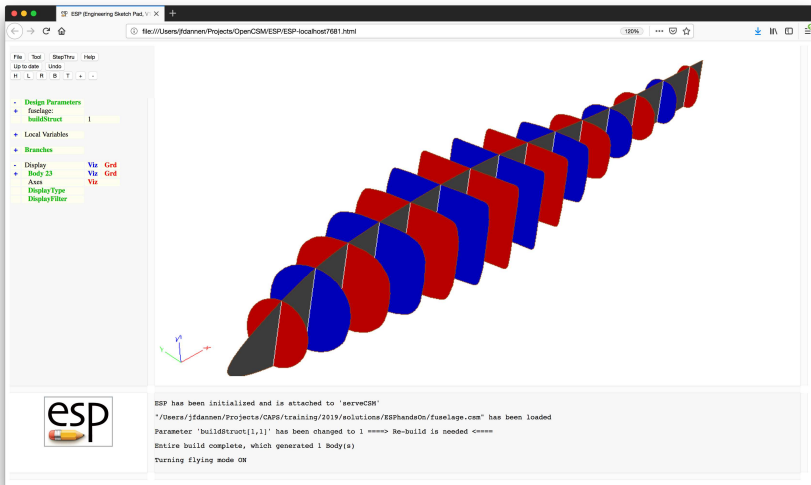 ESP (Engineering Sketch Pad, V
file:///Users/jfdannen/Projects/OpenCSM/ESP/ESP-localhost7681.html
120%
File Tool StepThru Help
Up to date Undo
H L R B T + -
- Design Parameters
+ fuselage:
buildStruct 1
+ Local Variables
+ Branches
- Display Viz Grd
+ Body 23 Viz Grd
Axes Viz
DisplayType
DisplayFilter
esp
ESP has been initialized and is attached to 'serveCSM'
"/Users/jfdannen/Projects/CAPS/training/2019/solutions/ESPhandsOn/fuselage.csm" has been loaded
Parameter 'buildStruct[1,1]' has been changed to 1 ====> Re-build is needed <====
Entire build complete, which generated 1 Body(s)
Turning flying mode ON